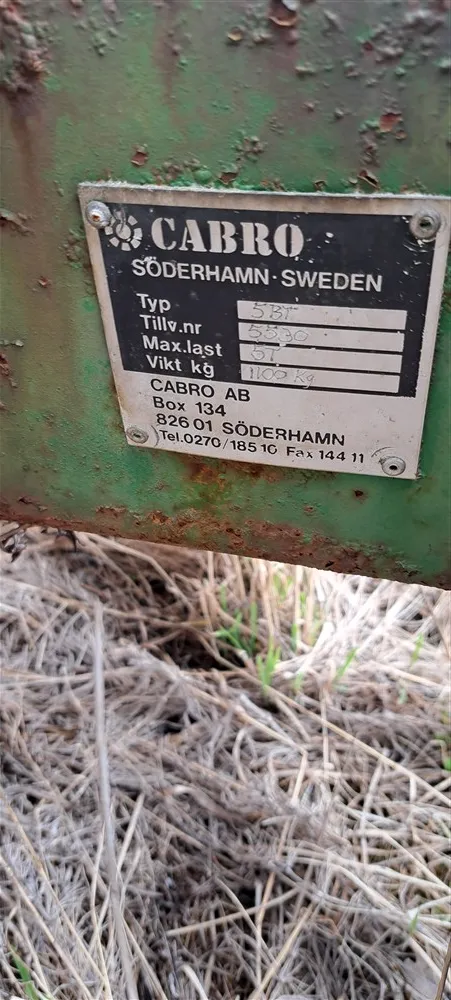 CABRO
SÖDERHAMN · SWEDEN
Typ 5BT
Tillv.nr 5530
Max.last 5T
Vikt kg 1100 Kg
CABRO AB
Box 134
826 01 SÖDERHAMN
Tel.0270/185 10 Fax 144 11